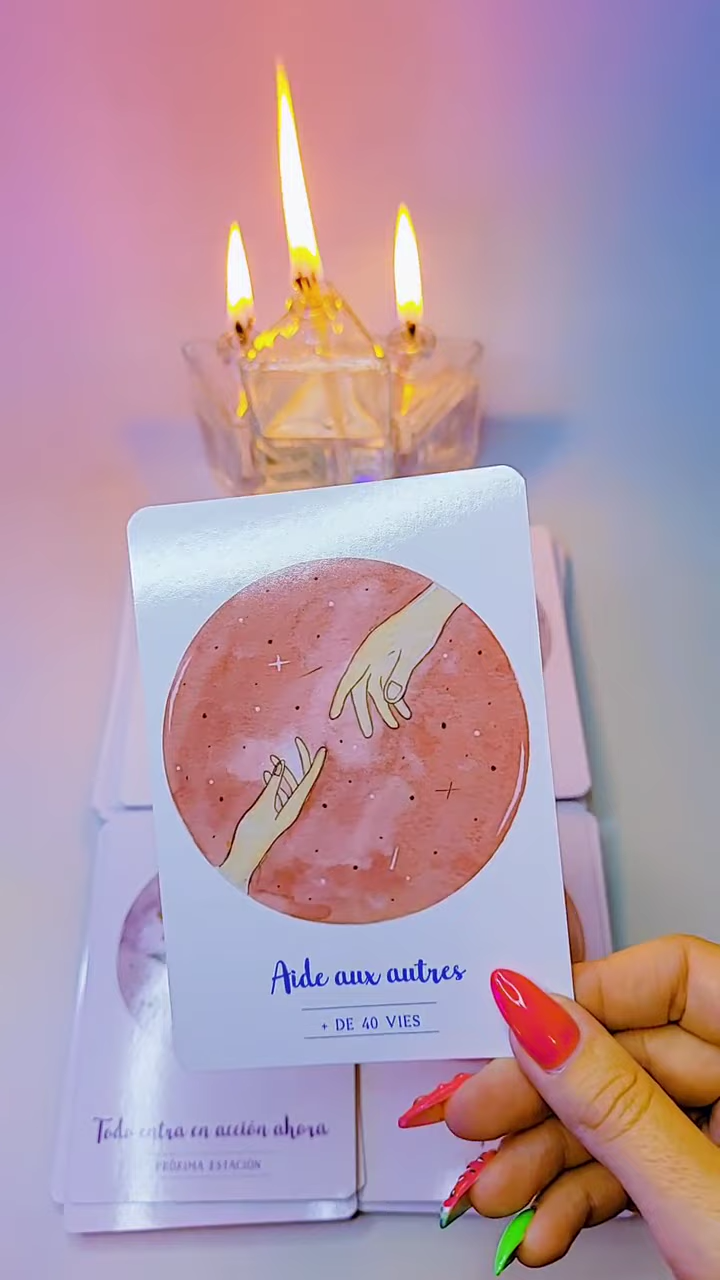 Aide aux autres
+ DE 40 VIES
Todo entra en acción ahora
PRÓXIMA ESTACIÓN